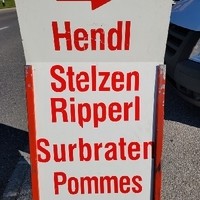 Hendl
Stelzen
Ripperl
Surbraten
Pommes